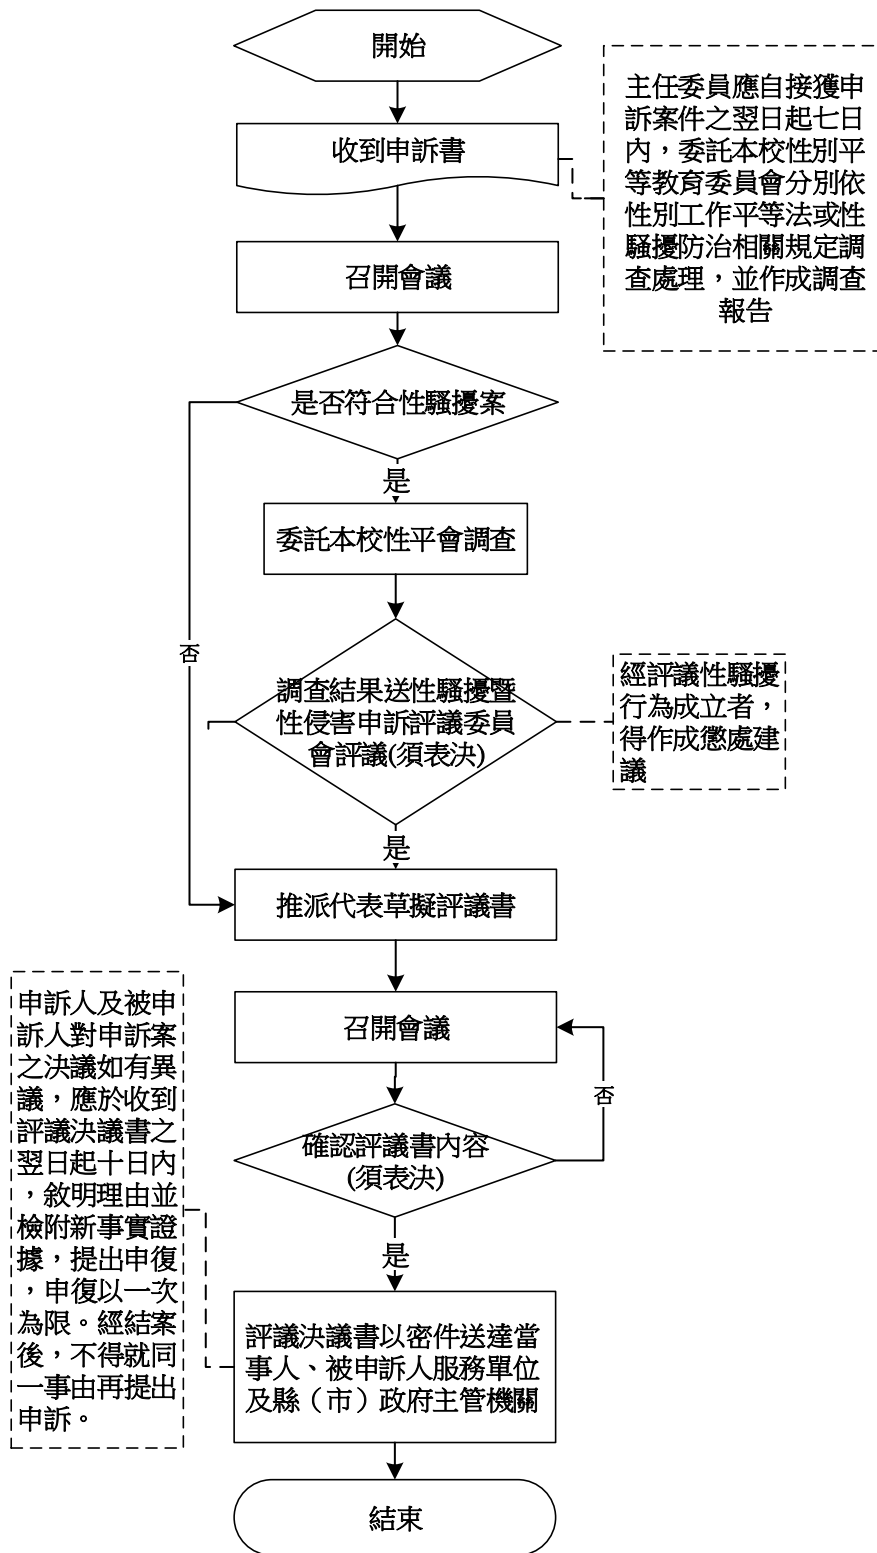 開始
收到申訴書
主任委員應自接獲申
訴案件之翌日起七日
內，委託本校性別平
等教育委員會分別依
性別工作平等法或性
騷擾防治相關規定調
查處理，並作成調查
報告
召開會議
是否符合性騷擾案
是
委託本校性平會調查
否
調查結果送性騷擾暨
性侵害申訴評議委員
會評議(須表決)
經評議性騷擾
行為成立者，
得作成懲處建
議
是
推派代表草擬評議書
召開會議
否
確認評議書內容
(須表決)
是
申訴人及被申
訴人對申訴案
之決議如有異
議，應於收到
評議決議書之
翌日起十日內
，敘明理由並
檢附新事實證
據，提出申復
，申復以一次
為限。經結案
後，不得就同
一事由再提出
申訴。
評議決議書以密件送達當
事人、被申訴人服務單位
及縣（市）政府主管機關
結束